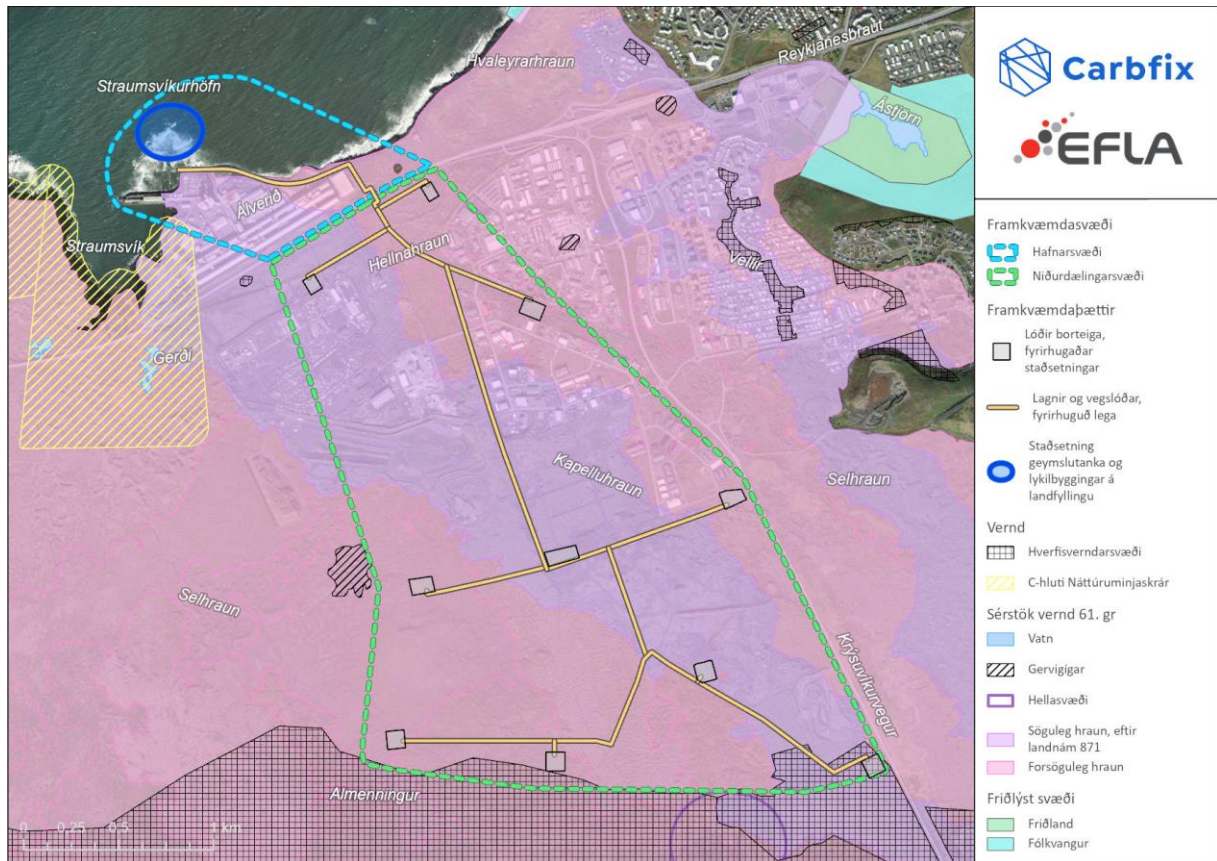 Straumsvíkurhöfn
Hvaleyrarhraun
Reykjanesbraut
Ástjörn
Álverið
Straumsvík
Hellnahraun
Vellir
Gerði
Kapelluhraun
Selhraun
Selhraun
Krýsuvíkurvegur
Almenningur
0 0.25 0.5 1 km
Carbfix
EFLA
Framkvæmdasvæði
Hafnarsvæði
Niðurdælingarsvæði
Framkvæmdaþættir
Lóðir borteiga,
fyrirhugaðar
staðsetningar
Lagnir og vegslóðar,
fyrirhuguð lega
Staðsetning
geymslutanka og
lykilbyggingar á
landfyllingu
Vernd
Hverfisverndarsvæði
C-hluti Náttúruminjaskrár
Sérstök vernd 61. gr
Vatn
Gervigígar
Hellasvæði
Söguleg hraun, eftir
landnám 871
Forsöguleg hraun
Friðlýst svæði
Friðland
Fólkvangur